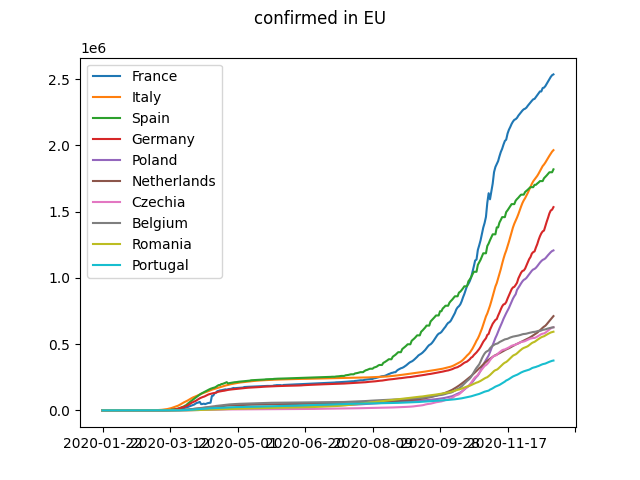 confirmed in EU
1e6
2.5
2.0
1.5
1.0
0.5
0.0
France
Italy
Spain
Germany
Poland
Netherlands
Czechia
Belgium
Romania
Portugal
2020-01-22 2020-03-12 2020-05-01 2020-06-20 2020-08-09 2020-09-28 2020-11-17